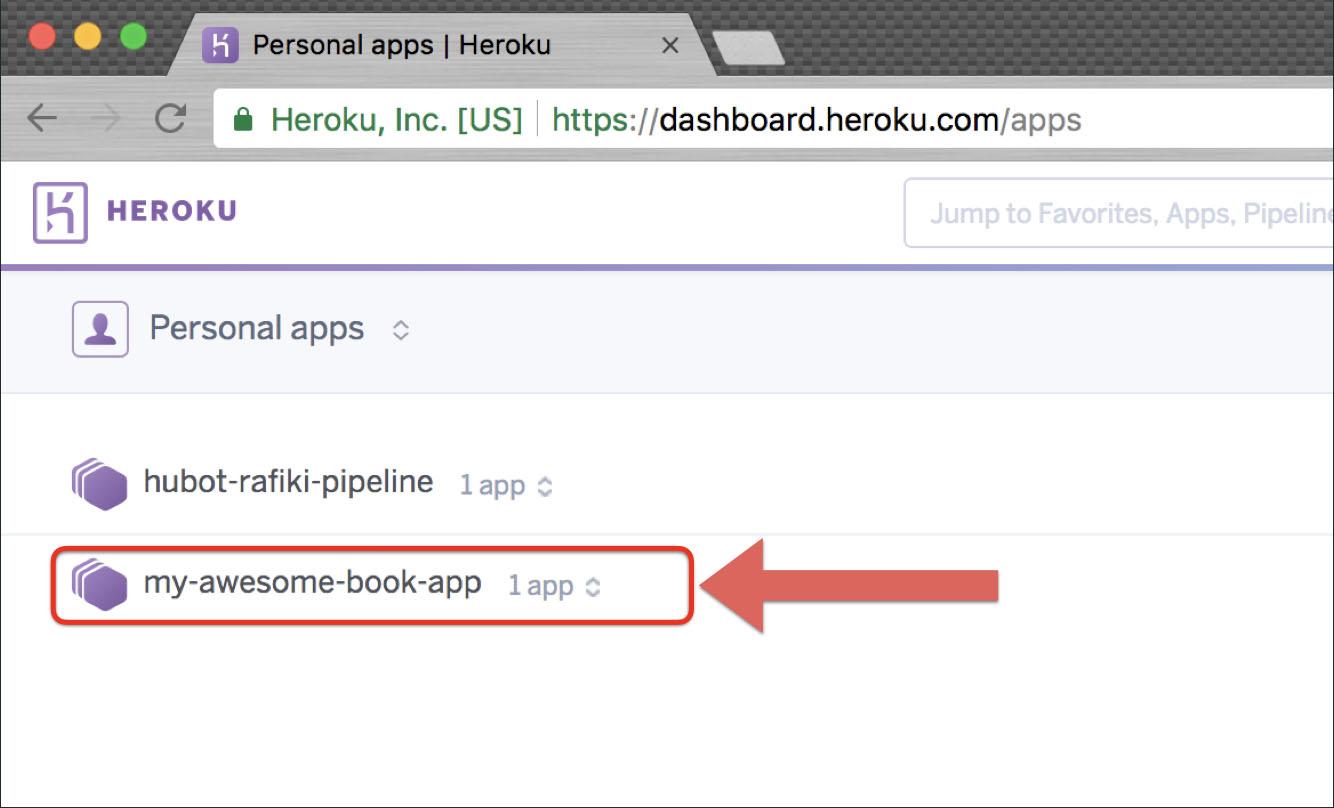 Personal apps | Heroku
Heroku, Inc. [US] https://dashboard.heroku.com/apps
HEROKU
Jump to Favorites, Apps, Pipeline
Personal apps
hubot-rafiki-pipeline 1 app
my-awesome-book-app 1 app